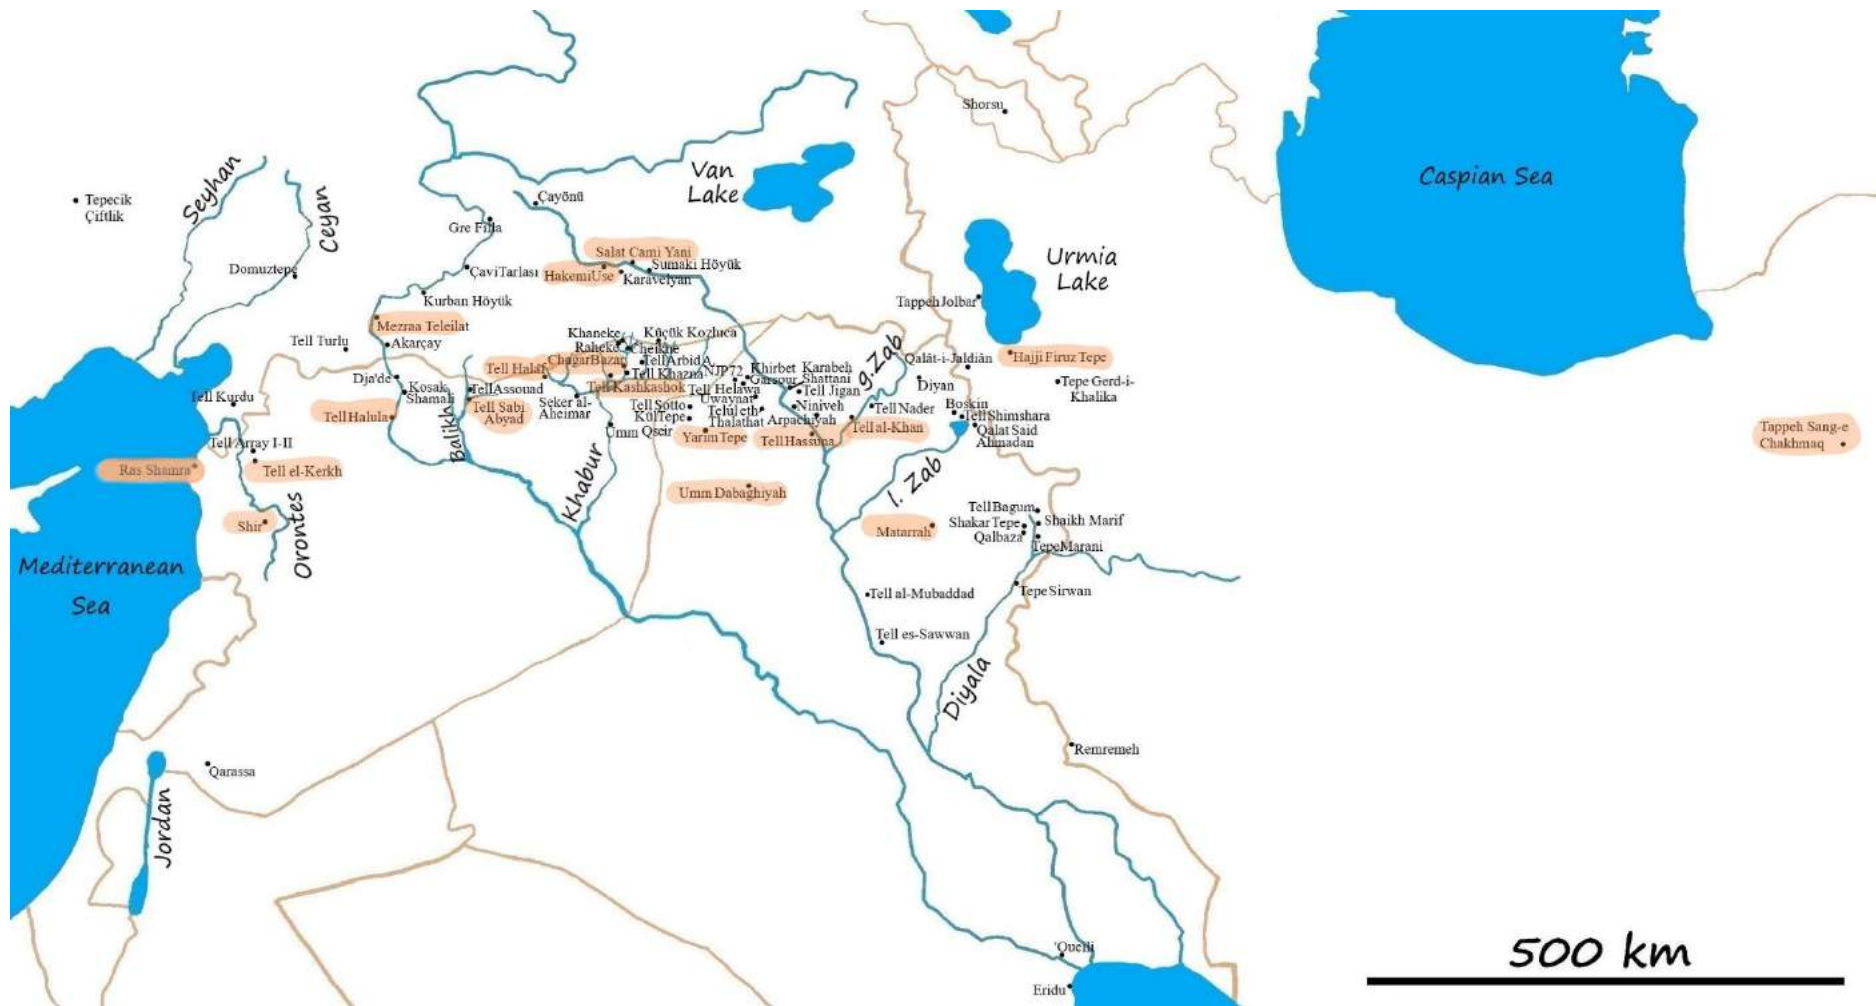 Shorsu
Caspian Sea
Seyhan
Ceyan
Van
Lake
Tepecik
Çiftlik
Çayönü
Gre Filla
Urmia
Lake
Salat Cami Yani
Sumaki Höyük
Hakemi Use
Karavelyan
Domuztepe
Çavi Tarlası
Kurban Höyük
Tappeh Jolbar
Mezraa Teleilat
Tell Turlu
Akarçay
Khaneke
Küçük Kozluca
Raheke
Cheikhe
Chagar Bazar
Tell Arbid A
Tell Halaf
Tell Khazna
NJP72
Khirbet
Garsour
Karabeh
Shattani
g. Zab
Qalât-i-Jaldiân
Hajji Firuz Tepe
Diyan
Tepe Gerd-i-
Khalika
Dja'de
Kosak
Shamali
Tell Assouad
Tell Kashkashok
Tell Helawa
Tell Jigan
Tell Kurdu
Tell Halula
Balikh
Tell Sabi
Abyad
Seker al-
Aheimar
Tell Sotto
Uwaynat
Niniveh
Tell Nader
Boskin
Tell Shimshara
Kül Tepe
Telul eth
Thalathat
Arpachiyah
Qalat Said
Ahmadan
Tell Array I-II
Umm Qseir
Yarim Tepe
Tell Hassuna
Tell al-Khan
Tappeh Sang-e
Chakhmaq
Ras Shamra
Tell el-Kerkh
Khabur
l. Zab
Umm Dabaghiyah
Shir
Orontes
Matarrah
Tell Bagum
Shakar Tepe
Shaikh Marif
Qalbaza
Tepe Marani
Mediterranean
Sea
Tell al-Mubaddad
Tepe Sirwan
Tell es-Sawwan
Diyala
Remremeh
Qarassa
Jordan
'Oueili
Eridu
500 km